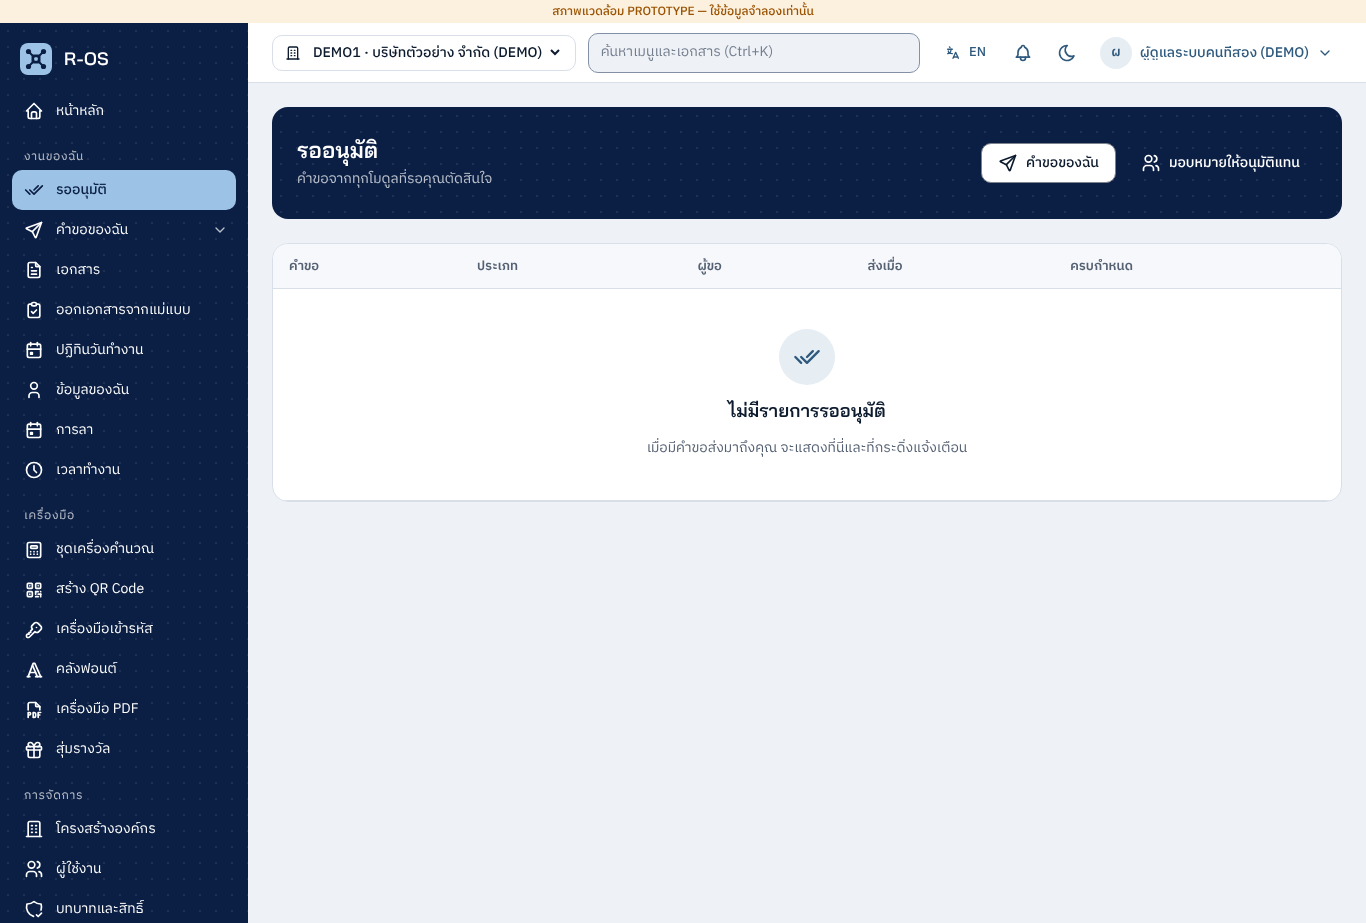 สภาพแวดล้อม PROTOTYPE — ใช้ข้อมูลจำลองเท่านั้น
R-OS
DEMO1 · บริษัทตัวอย่าง จำกัด (DEMO)
ค้นหาเมนูและเอกสาร (Ctrl+K)
EN
ผ
ผู้ดูแลระบบคนที่สอง (DEMO)
หน้าหลัก
งานของฉัน
รออนุมัติ
คำขอของฉัน
เอกสาร
ออกเอกสารจากแม่แบบ
ปฏิทินวันทำงาน
ข้อมูลของฉัน
การลา
เวลาทำงาน
เครื่องมือ
ชุดเครื่องคำนวณ
สร้าง QR Code
เครื่องมือเข้ารหัส
คลังฟอนต์
เครื่องมือ PDF
สุ่มรางวัล
การจัดการ
โครงสร้างองค์กร
ผู้ใช้งาน
บทบาทและสิทธิ์
รออนุมัติ
คำขอจากทุกโมดูลที่รอคุณตัดสินใจ
คำขอของฉัน
มอบหมายให้อนุมัติแทน
คำขอ ประเภท ผู้ขอ ส่งเมื่อ ครบกำหนด
ไม่มีรายการรออนุมัติ
เมื่อมีคำขอส่งมาถึงคุณ จะแสดงที่นี่และที่กระดิ่งแจ้งเตือน